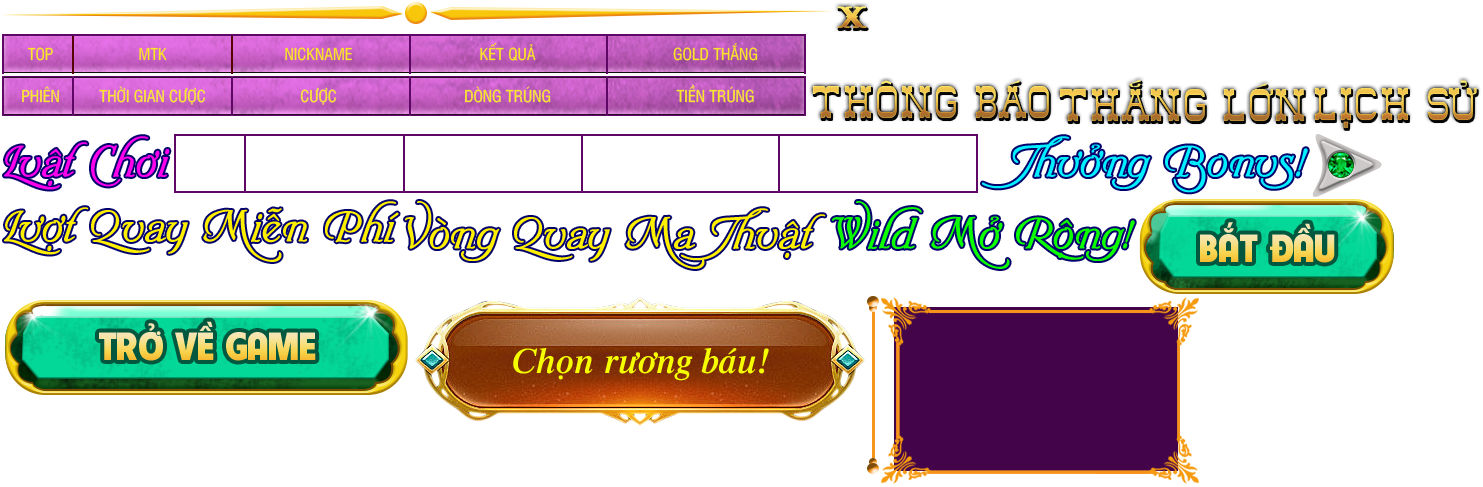 X
TOP MTK NICKNAME KẾT QUẢ GOLD THẮNG
PHIÊN THỜI GIAN CƯỢC CƯỢC DÒNG TRÚNG TIỀN TRÚNG
THÔNG BÁO
THẮNG LỚN
LỊCH SỬ
Luật Chơi
Thưởng Bonus!
Lượt Quay Miễn Phí
Vòng Quay Ma Thuật
Wild Mở Rộng!
BẮT ĐẦU
TRỞ VỀ GAME
Chọn rương báu!